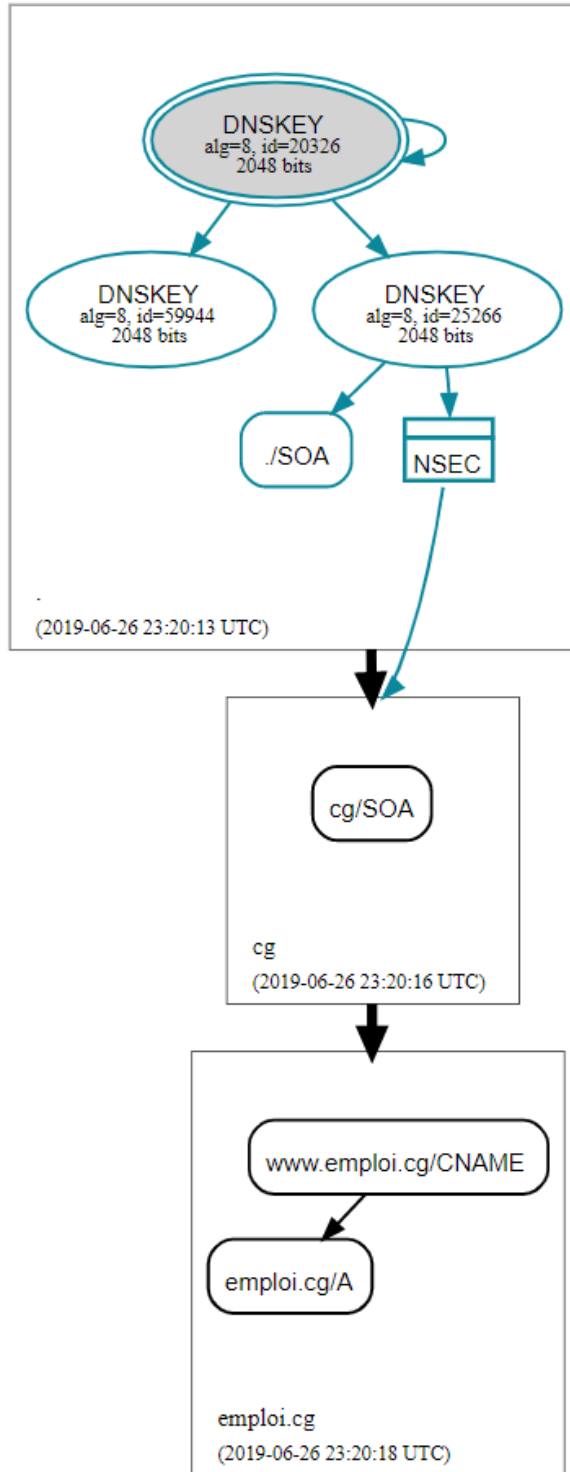 DNSKEY
alg=8, id=20326
2048 bits
DNSKEY
alg=8, id=59944
2048 bits
DNSKEY
alg=8, id=25266
2048 bits
./SOA
NSEC
.
(2019-06-26 23:20:13 UTC)
cg/SOA
cg
(2019-06-26 23:20:16 UTC)
www.emploi.cg/CNAME
emploi.cg/A
emploi.cg
(2019-06-26 23:20:18 UTC)